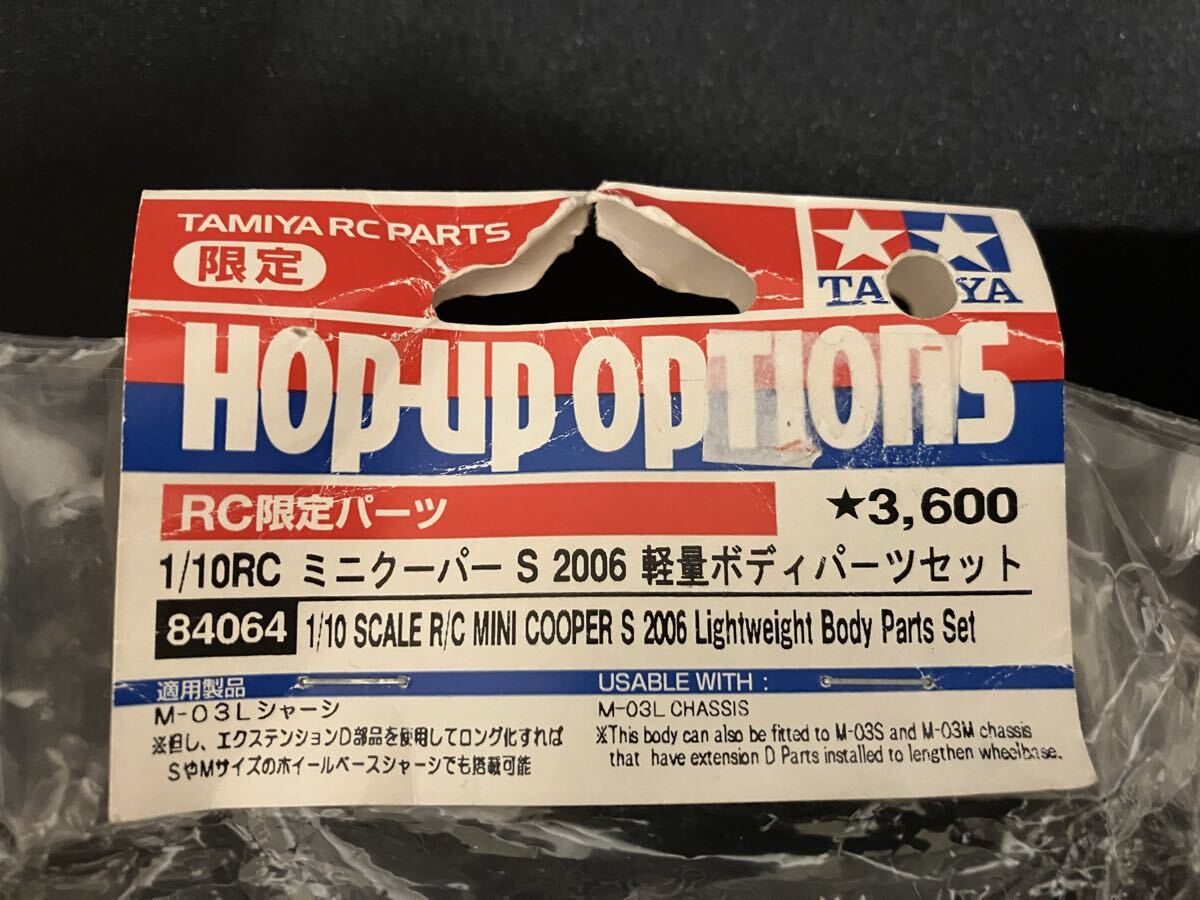 TAMIYA RC PARTS
限定
TA YA
HOP-UP OPTIONS
RC限定パーツ
★3,600
1/10RC ミニクーパー S 2006 軽量ボディパーツセット
84064 1/10 SCALE R/C MINI COOPER S 2006 Lightweight Body Parts Set
適用製品
M-03Lシャーシ
※但し、エクステンションD部品を使用してロング化すれば
SやMサイズのホイールベースシャーシでも搭載可能
USABLE WITH :
M-03L CHASSIS
※This body can also be fitted to M-03S and M-03M chassis
that have extension D Parts installed to lengthen wheelbase.